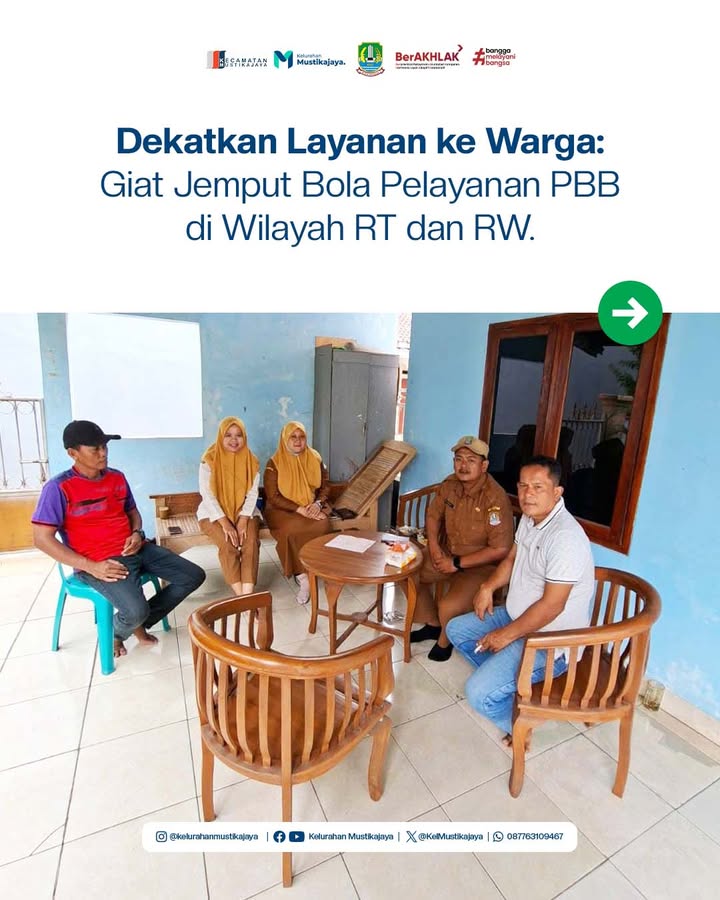 KECAMATAN
MUSTIKAJAYA
Kelurahan
Mustikajaya.
BerAKHLAK
#bangga
melayani
bangsa
Dekatkan Layanan ke Warga:
Giat Jemput Bola Pelayanan PBB
di Wilayah RT dan RW.
@kelurahanmustikajaya | Kelurahan Mustikajaya | @KelMustikajaya | 087763109467